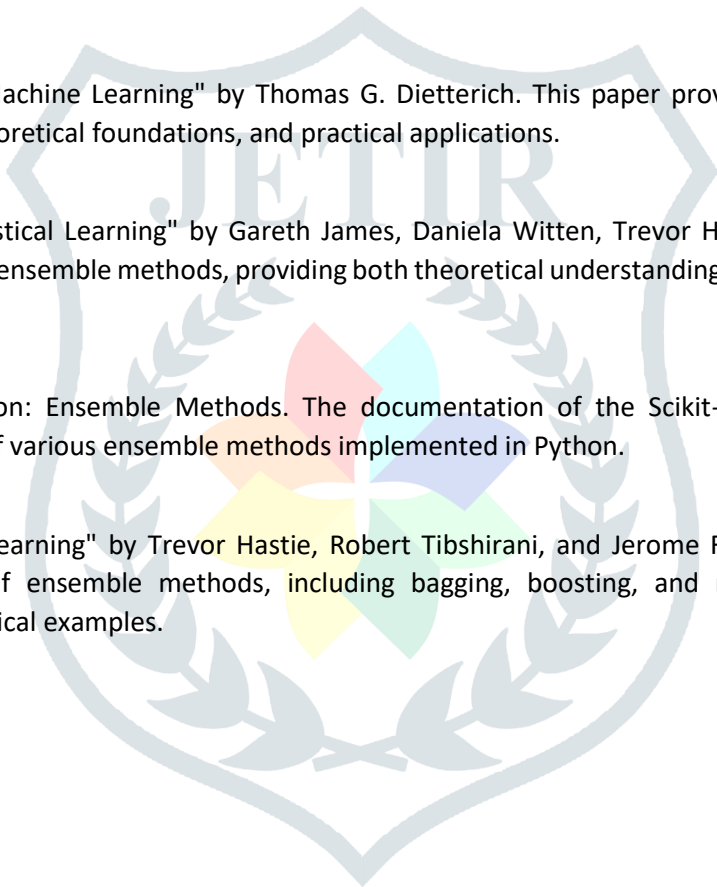 achine Learning" by Thomas G. Dietterich. This paper prov
oretical foundations, and practical applications.
JETIR
stical Learning" by Gareth James, Daniela Witten, Trevor H
ensemble methods, providing both theoretical understanding
on: Ensemble Methods. The documentation of the Scikit-
f various ensemble methods implemented in Python.
earning" by Trevor Hastie, Robert Tibshirani, and Jerome F
f ensemble methods, including bagging, boosting, and
ical examples.